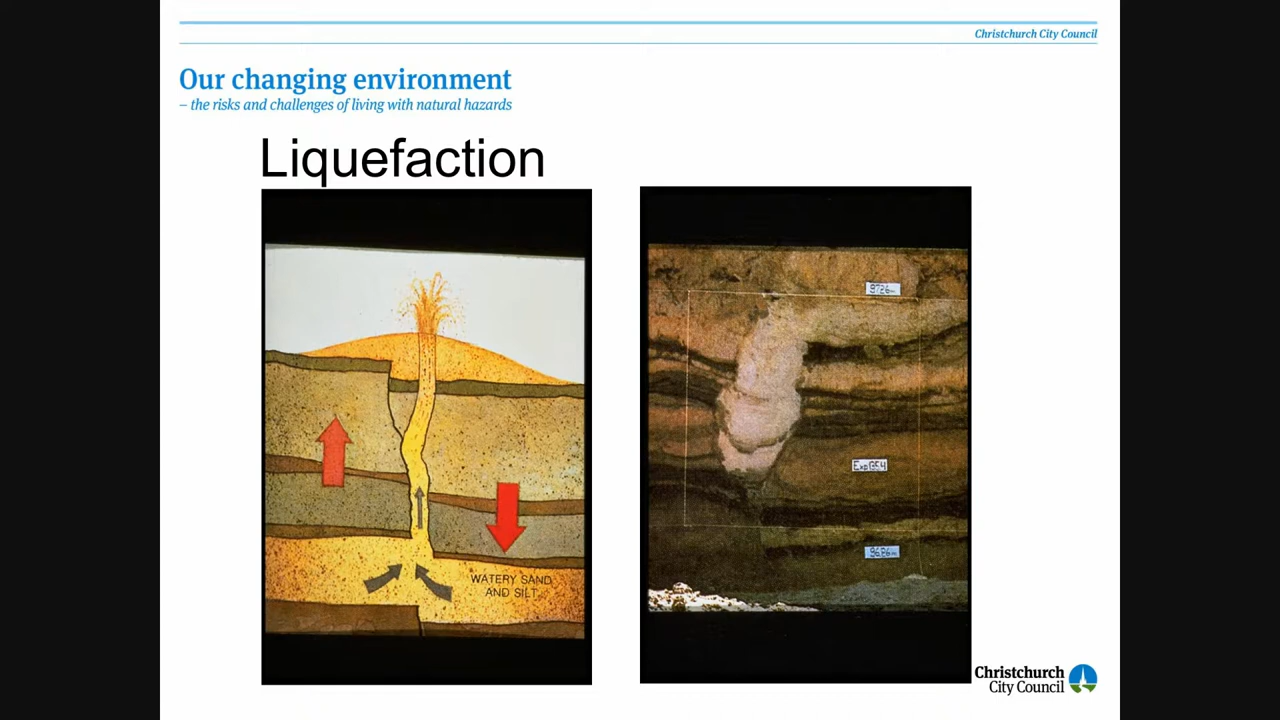 Christchurch City Council
Our changing environment
– the risks and challenges of living with natural hazards
Liquefaction
WATERY SAND
AND SILT
Christchurch
City Council